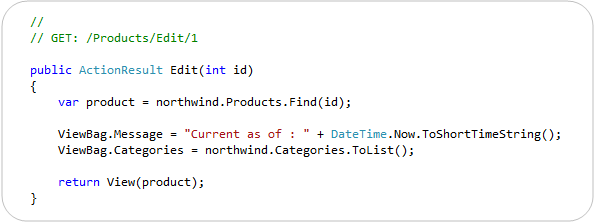 //
// GET: /Products/Edit/1
public ActionResult Edit(int id)
{
var product = northwind.Products.Find(id);
ViewBag.Message = "Current as of : " + DateTime.Now.ToShortTimeString();
ViewBag.Categories = northwind.Categories.ToList();
return View(product);
}